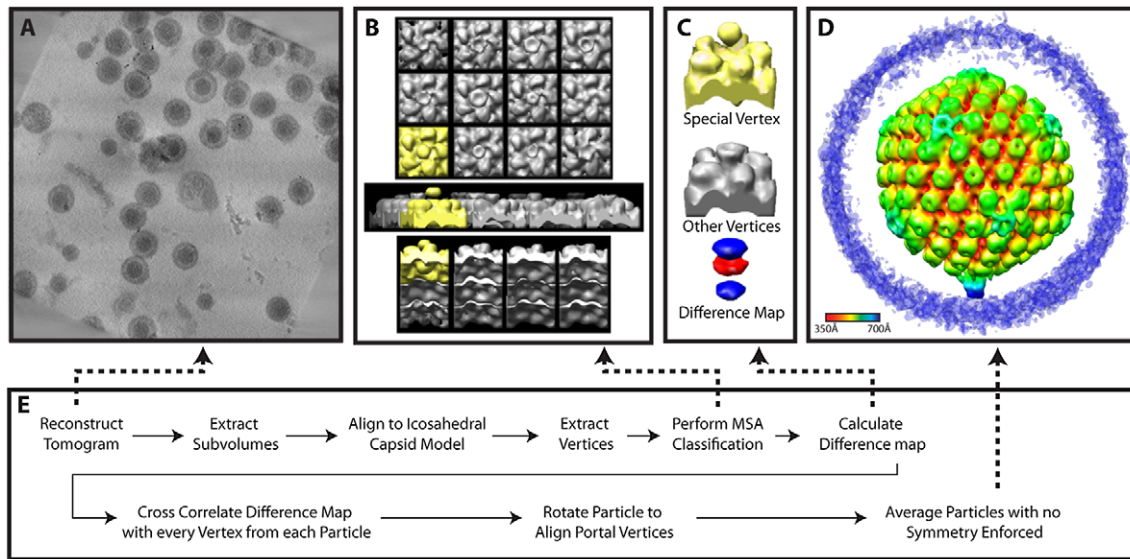 A
B
C
D
Special Vertex
Other Vertices
Difference Map
350Å
700Å
E
Reconstruct
Tomogram
Extract
Subvolumes
Align to Icosahedral
Capsid Model
Extract
Vertices
Perform MSA
Classification
Calculate
Difference map
Cross Correlate Difference Map
with every Vertex from each Particle
Rotate Particle to
Align Portal Vertices
Average Particles with no
Symmetry Enforced